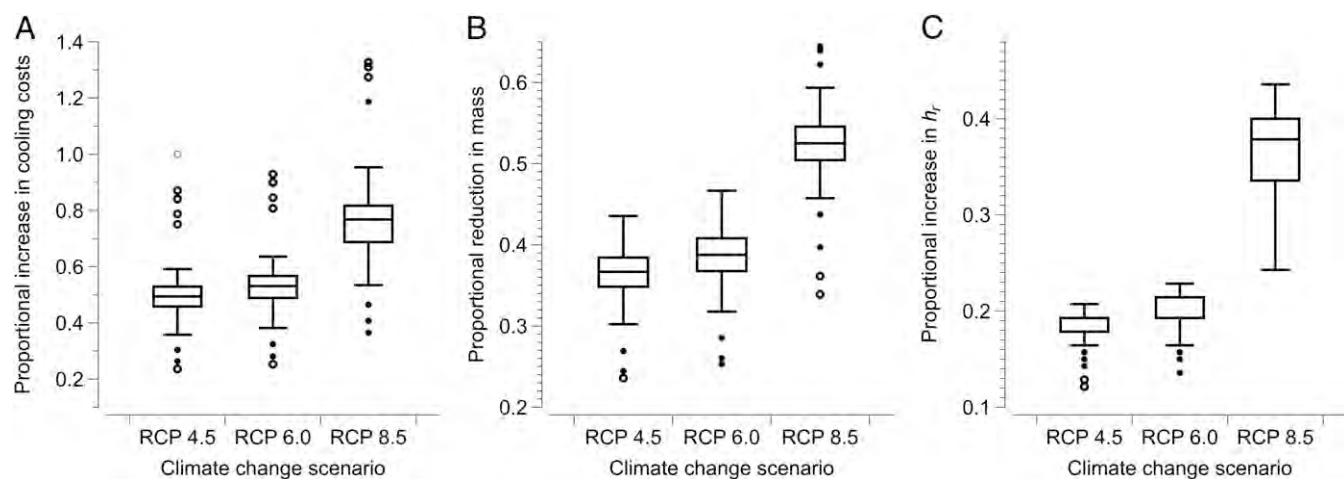 A
Proportional increase in cooling costs
1.4
1.2
1.0
0.8
0.6
0.4
0.2
RCP 4.5 RCP 6.0 RCP 8.5
Climate change scenario
B
Proportional reduction in mass
0.6
0.5
0.4
0.3
0.2
RCP 4.5 RCP 6.0 RCP 8.5
Climate change scenario
C
Proportional increase in hr
0.4
0.3
0.2
0.1
RCP 4.5 RCP 6.0 RCP 8.5
Climate change scenario